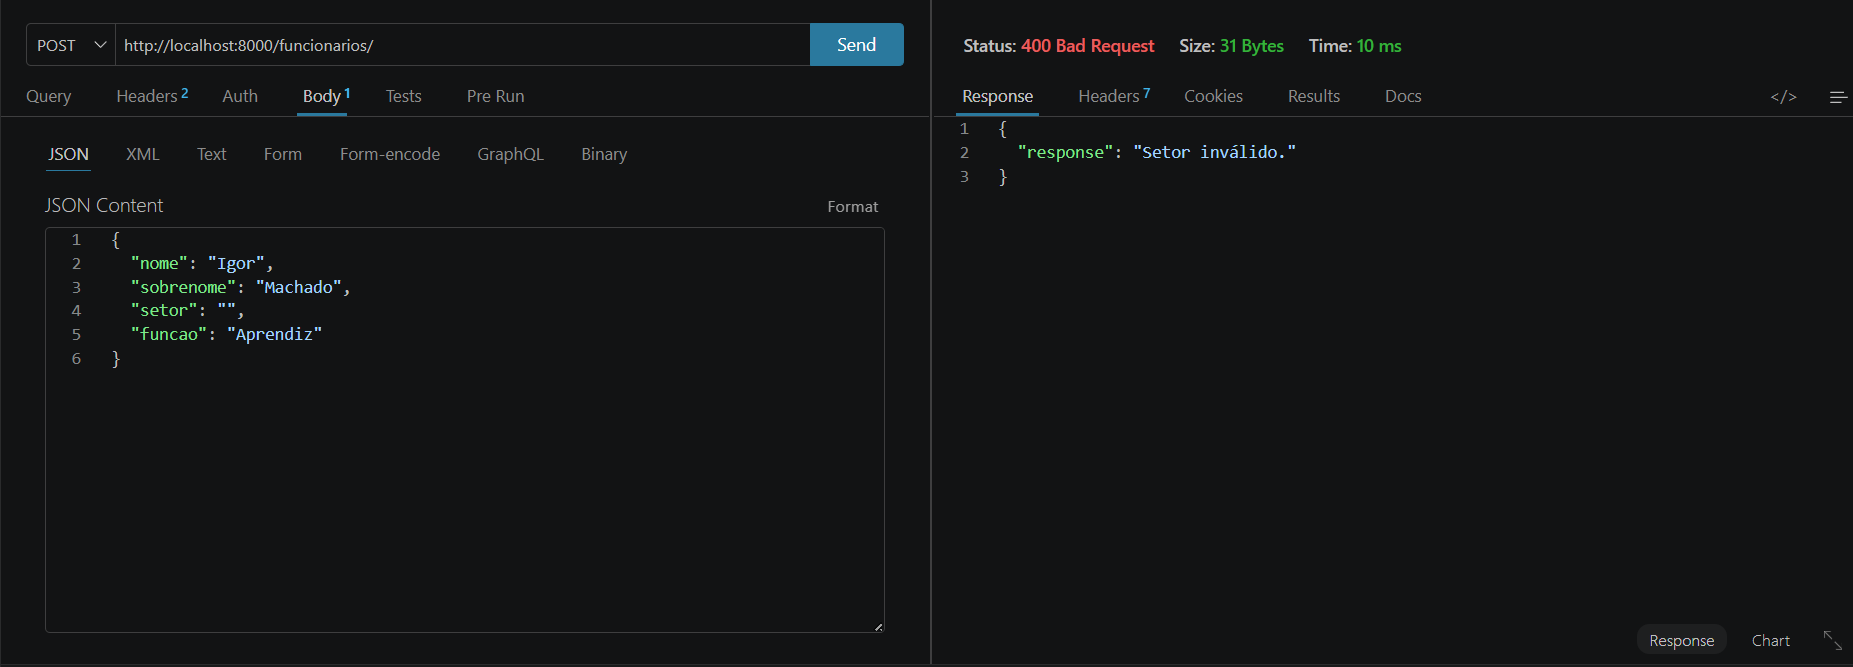 POST http://localhost:8000/funcionarios/ Send
Query Headers 2 Auth Body 1 Tests Pre Run
JSON XML Text Form Form-encode GraphQL Binary
JSON Content Format
1 {
2 "nome": "Igor",
3 "sobrenome": "Machado",
4 "setor": "",
5 "funcao": "Aprendiz"
6 }
Status: 400 Bad Request Size: 31 Bytes Time: 10 ms
Response Headers 7 Cookies Results Docs </>
1 {
2 "response": "Setor inválido."
3 }
Response Chart